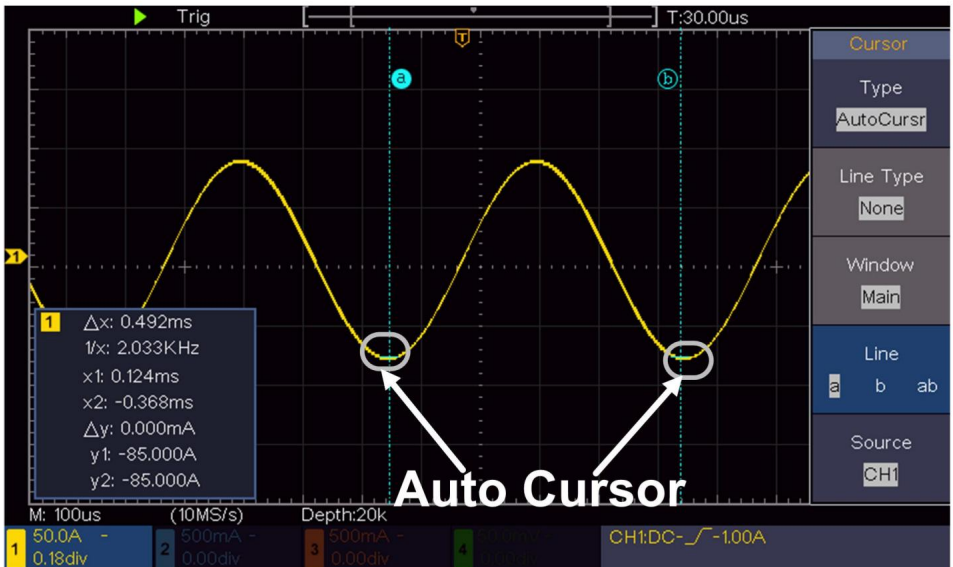 Trig
T:30.00us
T
a
b
1
1
△x: 0.492ms
1/x: 2.033KHz
x1: 0.124ms
x2: -0.368ms
△y: 0.000mA
y1: -85.000A
y2: -85.000A
Auto Cursor
Cursor
Type
AutoCursr
Line Type
None
Window
Main
Line
a b ab
Source
CH1
M: 100us (10MS/s) Depth:20k
1 50.0A - 0.18div
2 500mA - 0.00div
3 500mA - 0.00div
4
CH1:DC- -1.00A